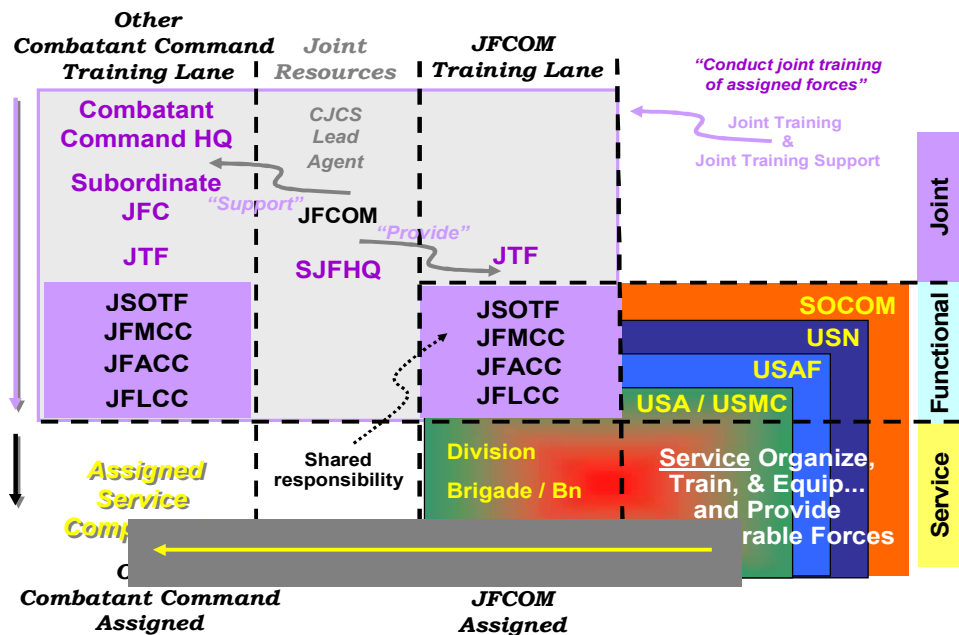 Other
Combatant Command
Training Lane
Joint
Resources
JFCOM
Training Lane
“Conduct joint training
of assigned forces”
Joint Training
&
Joint Training Support
Combatant
Command HQ
Subordinate
JFC
JTF
CJCS
Lead
Agent
“Support”
JFCOM
“Provide”
SJFHQ
JTF
Joint
JSOTF
JFMCC
JFACC
JFLCC
JSOTF
JFMCC
JFACC
JFLCC
SOCOM
USN
USAF
USA / USMC
Functional
Assigned
Service
Shared
responsibility
Division
Brigade / Bn
Service Organize,
Train, & Equip...
and Provide
Forces
Service
Combatant Command
Assigned
JFCOM
Assigned